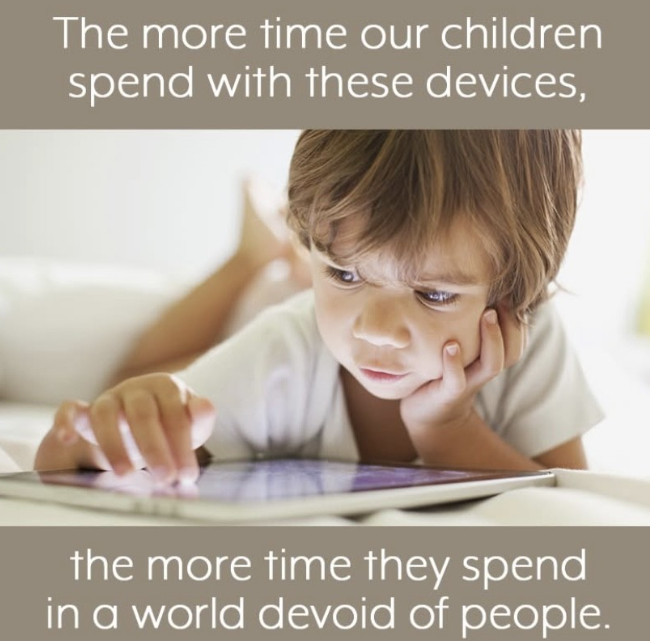 The more time our children
spend with these devices,
the more time they spend
in a world devoid of people.